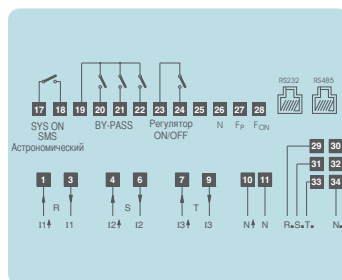 RS232 RS485
17 18 19 20 21 22 23 24 25 26 27 28
SYS ON BY-PASS Регулятор N FP FON
SMS ON/OFF
Астрономический
29 30
31 32
33 34
1 3 4 6 7 9 10 11
R S T
I1 I1 I2 I2 I3 I3 N N R S T N